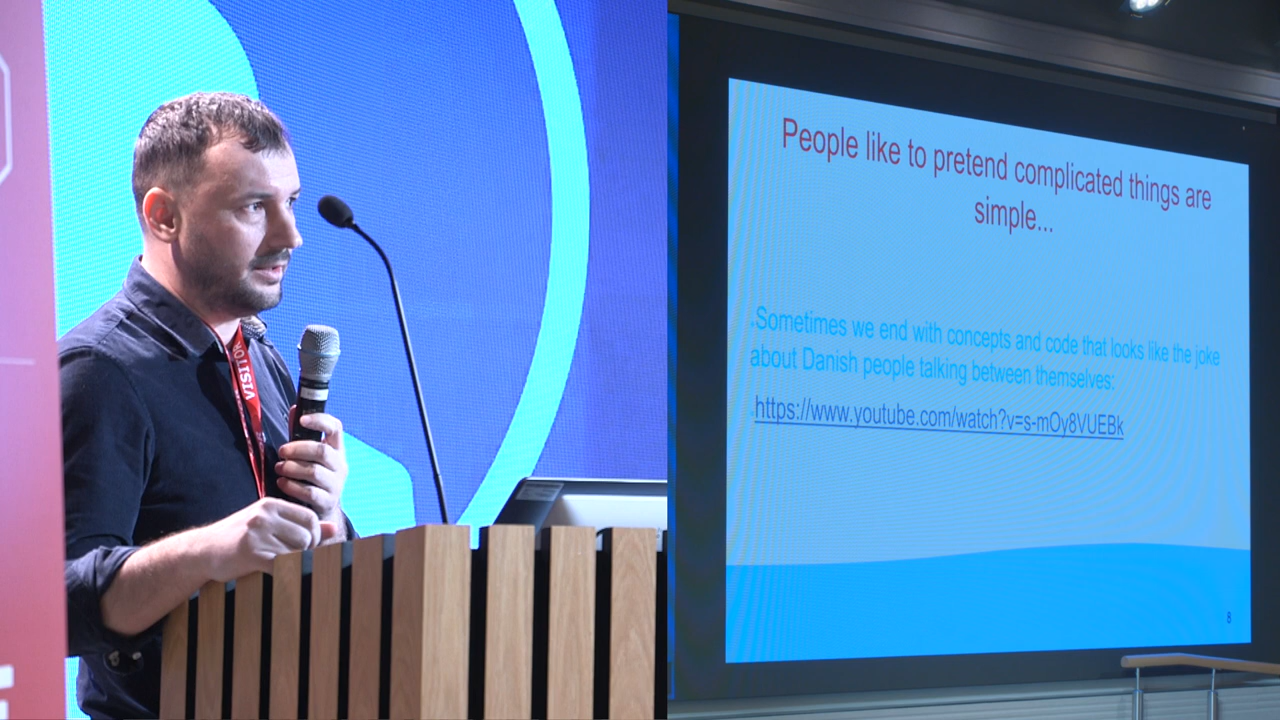 VISITOR
People like to pretend complicated things are
simple...
Sometimes we end with concepts and code that looks like the joke
about Danish people talking between themselves:
https://www.youtube.com/watch?v=s-mOy8VUEBk
8